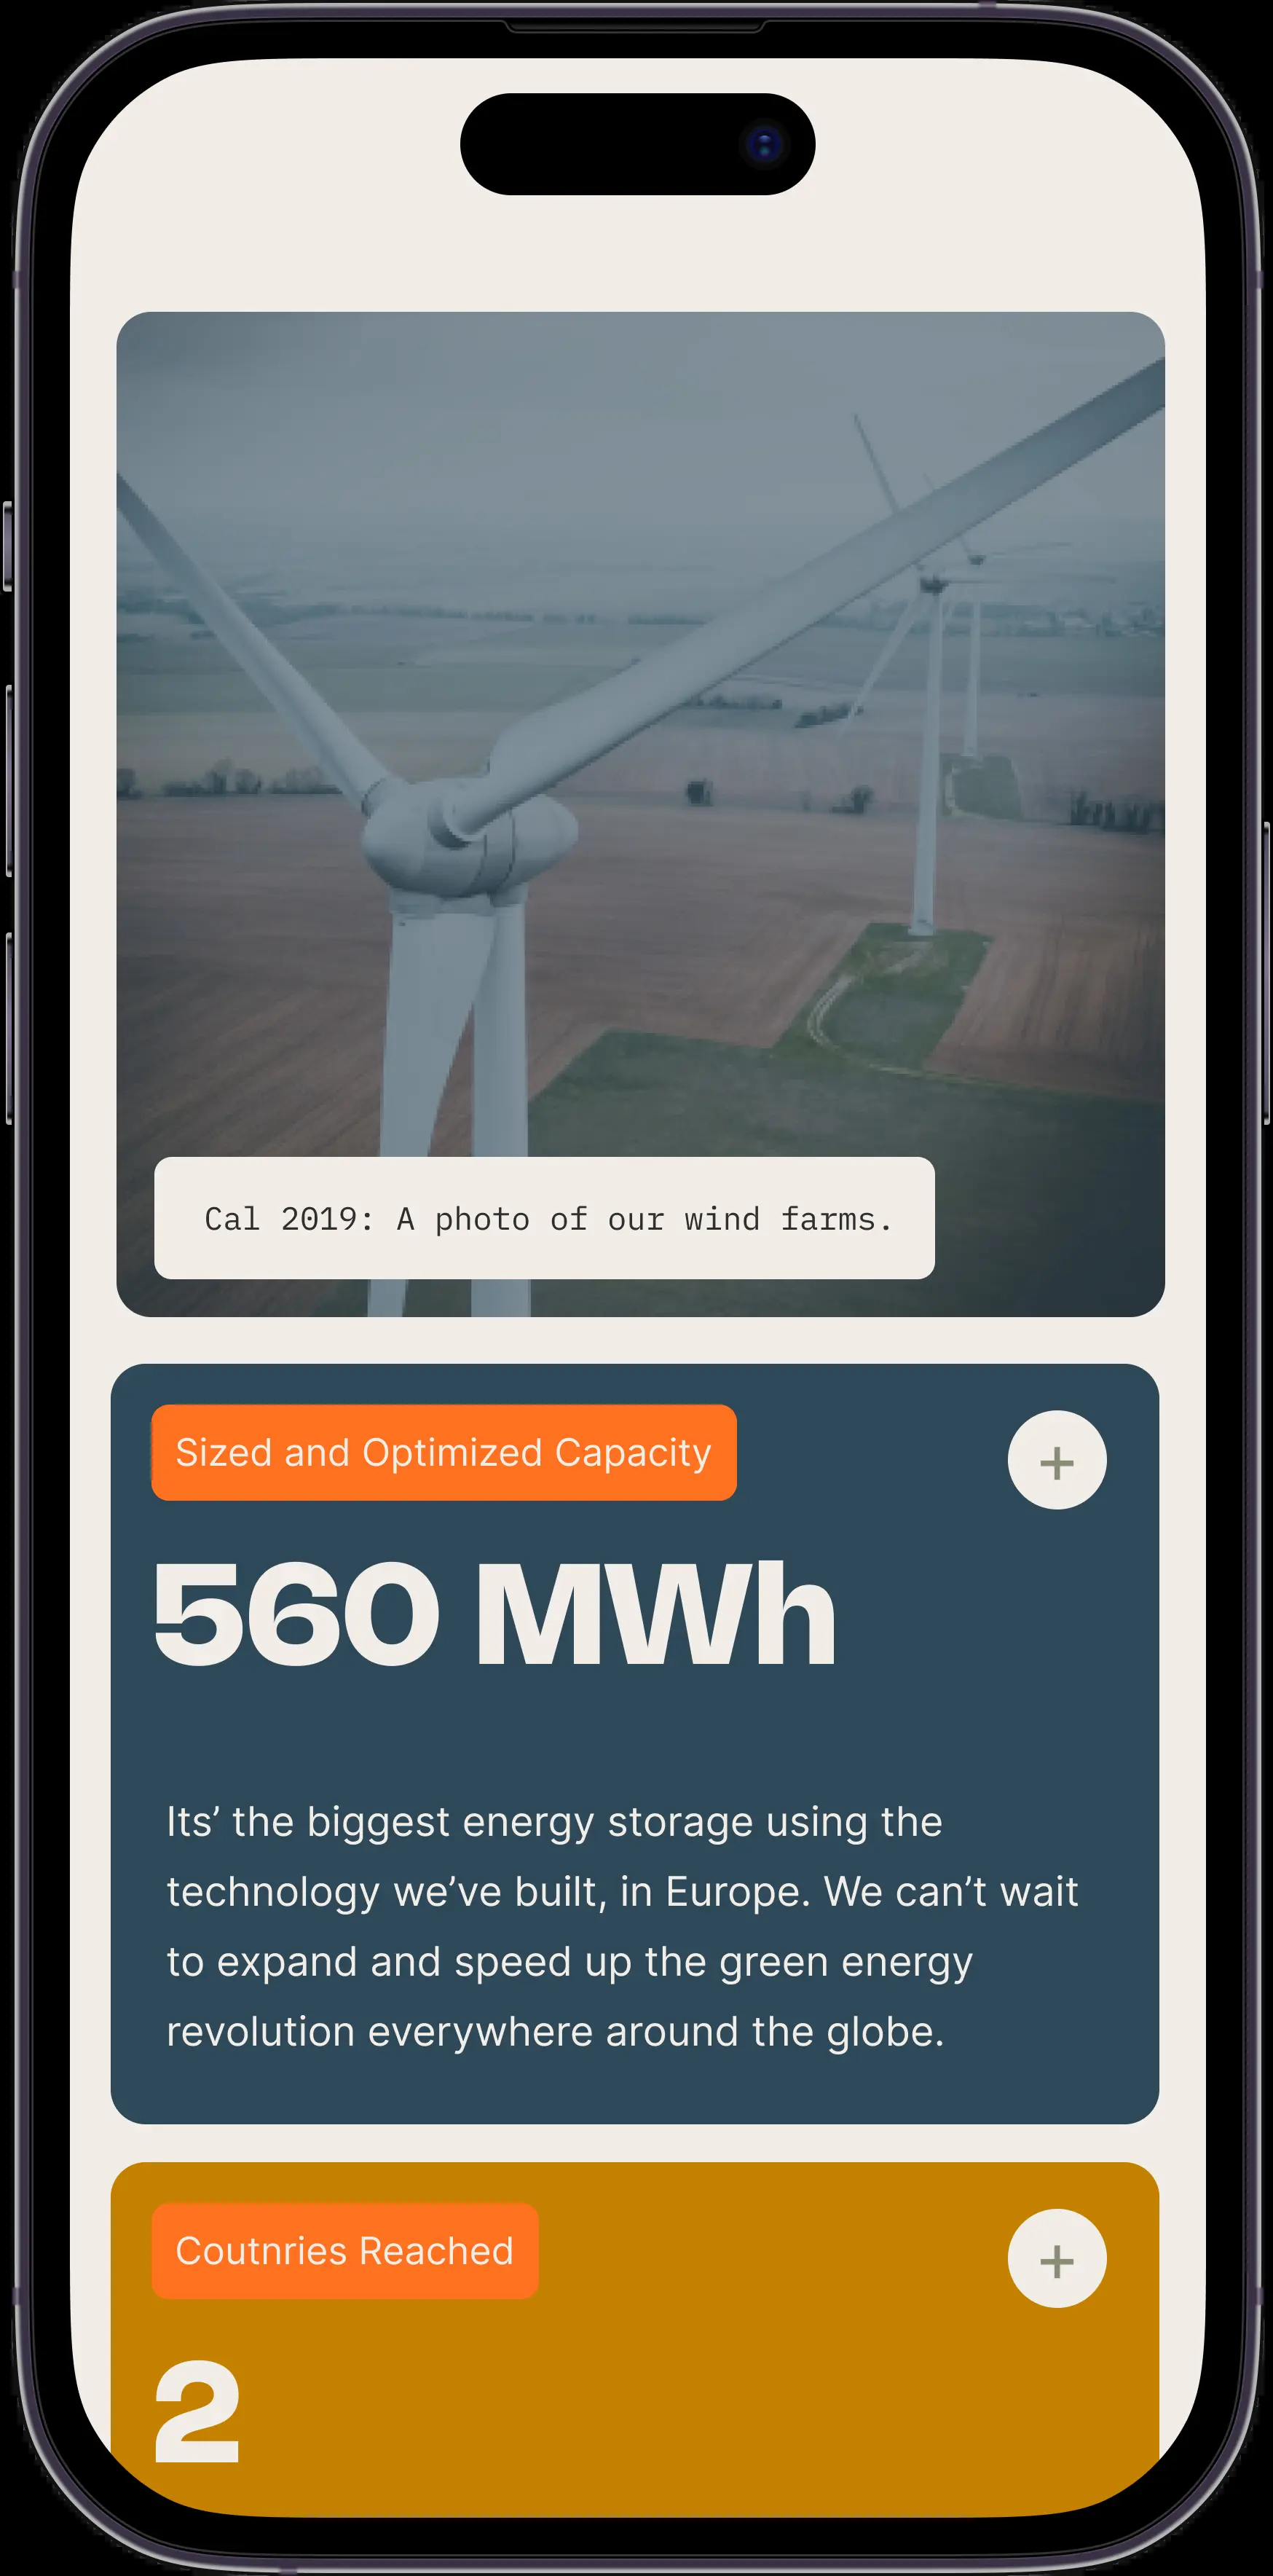 Cal 2019: A photo of our wind farms.
Sized and Optimized Capacity
+
560 MWh
Its’ the biggest energy storage using the
technology we’ve built, in Europe. We can’t wait
to expand and speed up the green energy
revolution everywhere around the globe.
Coutnries Reached
+
2